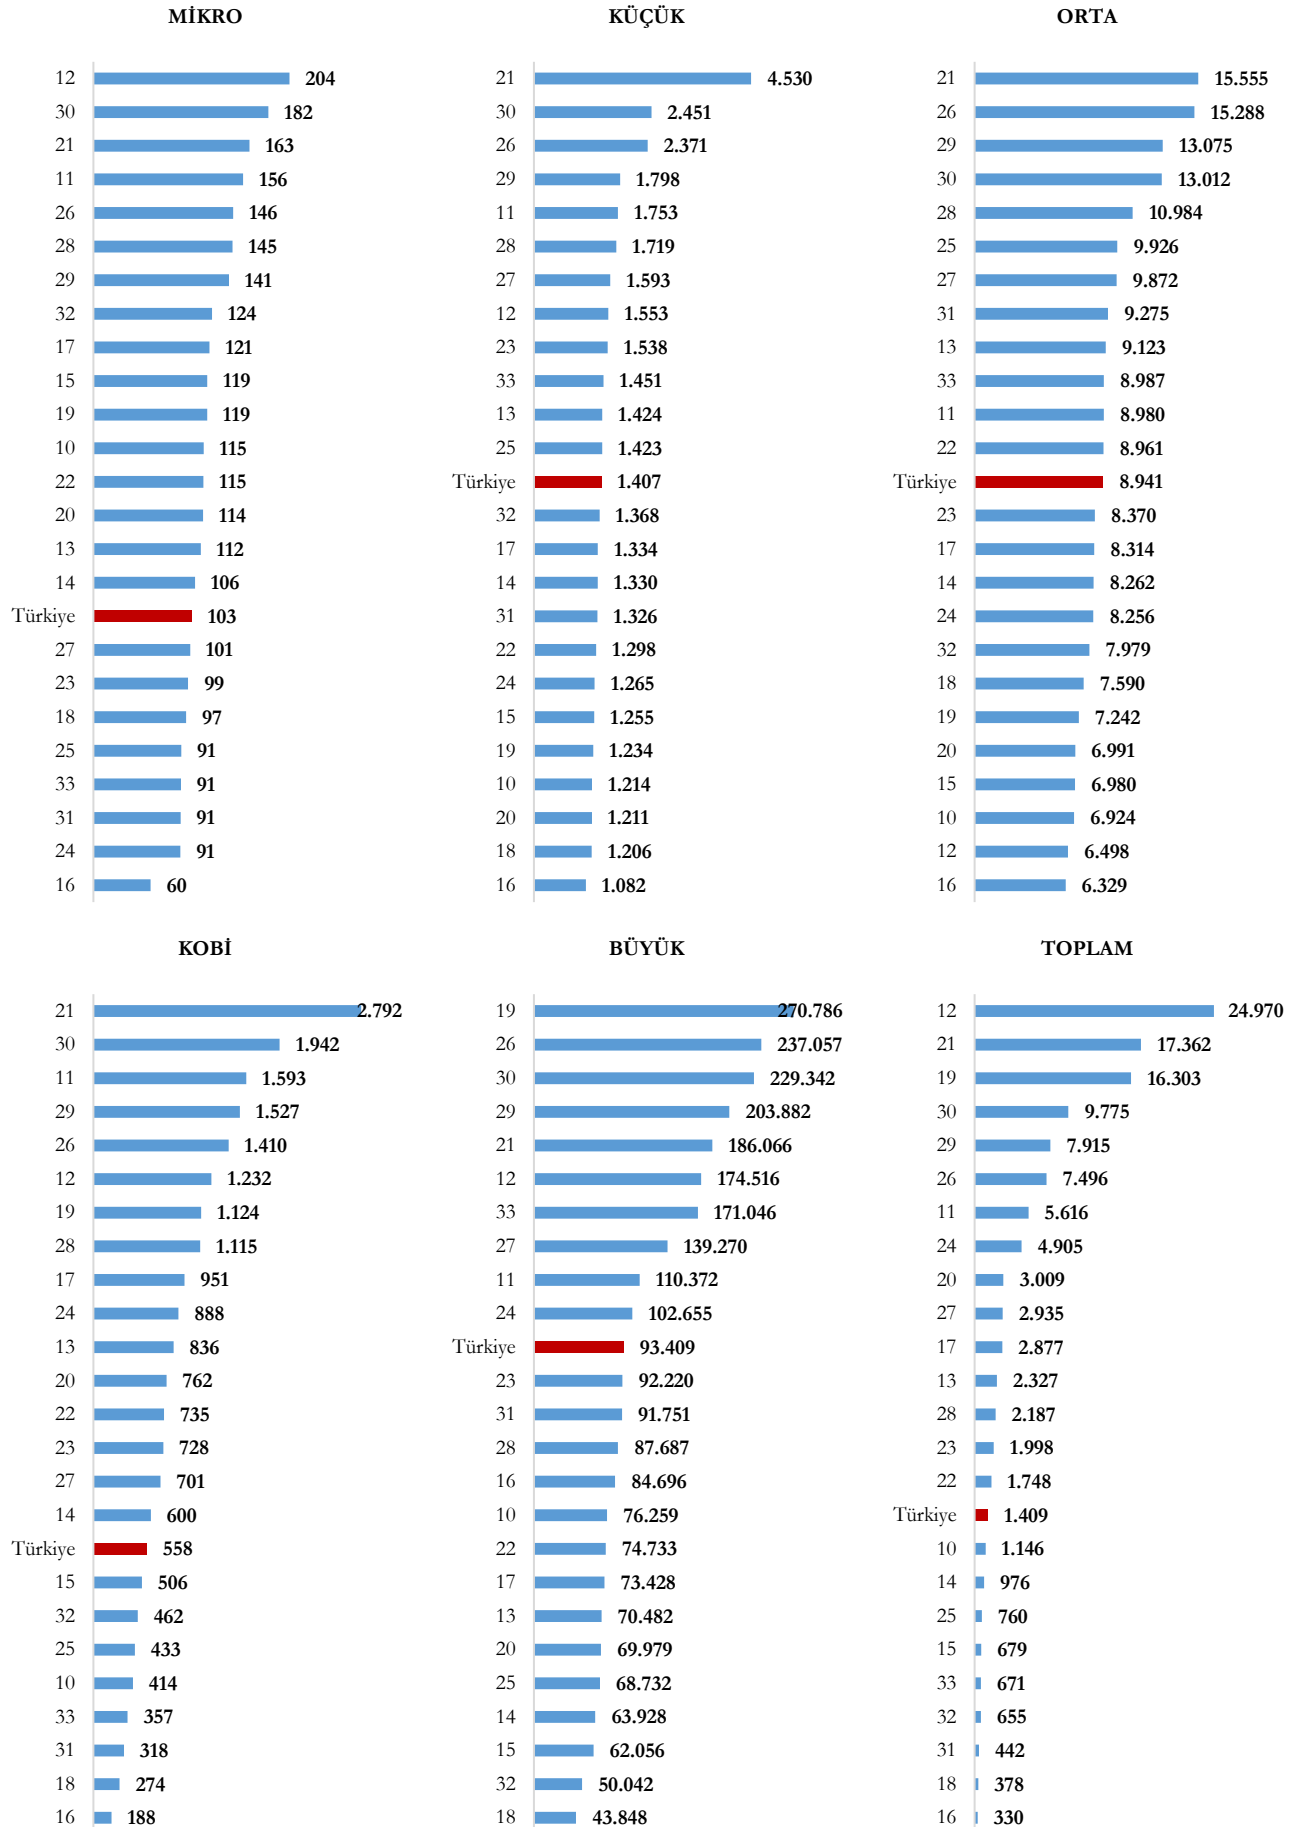 MİKRO KÜÇÜK ORTA
12 204 21 4.530 21 15.555
30 182 30 2.451 26 15.288
21 163 26 2.371 29 13.075
11 156 29 1.798 30 13.012
26 146 11 1.753 28 10.984
28 145 28 1.719 25 9.926
29 141 27 1.593 27 9.872
32 124 12 1.553 31 9.275
17 121 23 1.538 13 9.123
15 119 33 1.451 33 8.987
19 119 13 1.424 11 8.980
10 115 25 1.423 22 8.961
22 115 Türkiye 1.407 Türkiye 8.941
20 114 32 1.368 23 8.370
13 112 17 1.334 17 8.314
14 106 14 1.330 14 8.262
Türkiye 103 31 1.326 24 8.256
27 101 22 1.298 32 7.979
23 99 24 1.265 18 7.590
18 97 15 1.255 19 7.242
25 91 19 1.234 20 6.991
33 91 10 1.214 15 6.980
31 91 20 1.211 10 6.924
24 91 18 1.206 12 6.498
16 60 16 1.082 16 6.329
KOBİ BÜYÜK TOPLAM
21 2.792 19 270.786 12 24.970
30 1.942 26 237.057 21 17.362
11 1.593 30 229.342 19 16.303
29 1.527 29 203.882 30 9.775
26 1.410 21 186.066 29 7.915
12 1.232 12 174.516 26 7.496
19 1.124 33 171.046 11 5.616
28 1.115 27 139.270 24 4.905
17 951 11 110.372 20 3.009
24 888 24 102.655 27 2.935
13 836 Türkiye 93.409 17 2.877
20 762 23 92.220 13 2.327
22 735 31 91.751 28 2.187
23 728 28 87.687 23 1.998
27 701 16 84.696 22 1.748
14 600 10 76.259 Türkiye 1.409
Türkiye 558 22 74.733 10 1.146
15 506 17 73.428 14 976
32 462 13 70.482 25 760
25 433 20 69.979 15 679
10 414 25 68.732 33 671
33 357 14 63.928 32 655
31 318 15 62.056 31 442
18 274 32 50.042 18 378
16 188 18 43.848 16 330